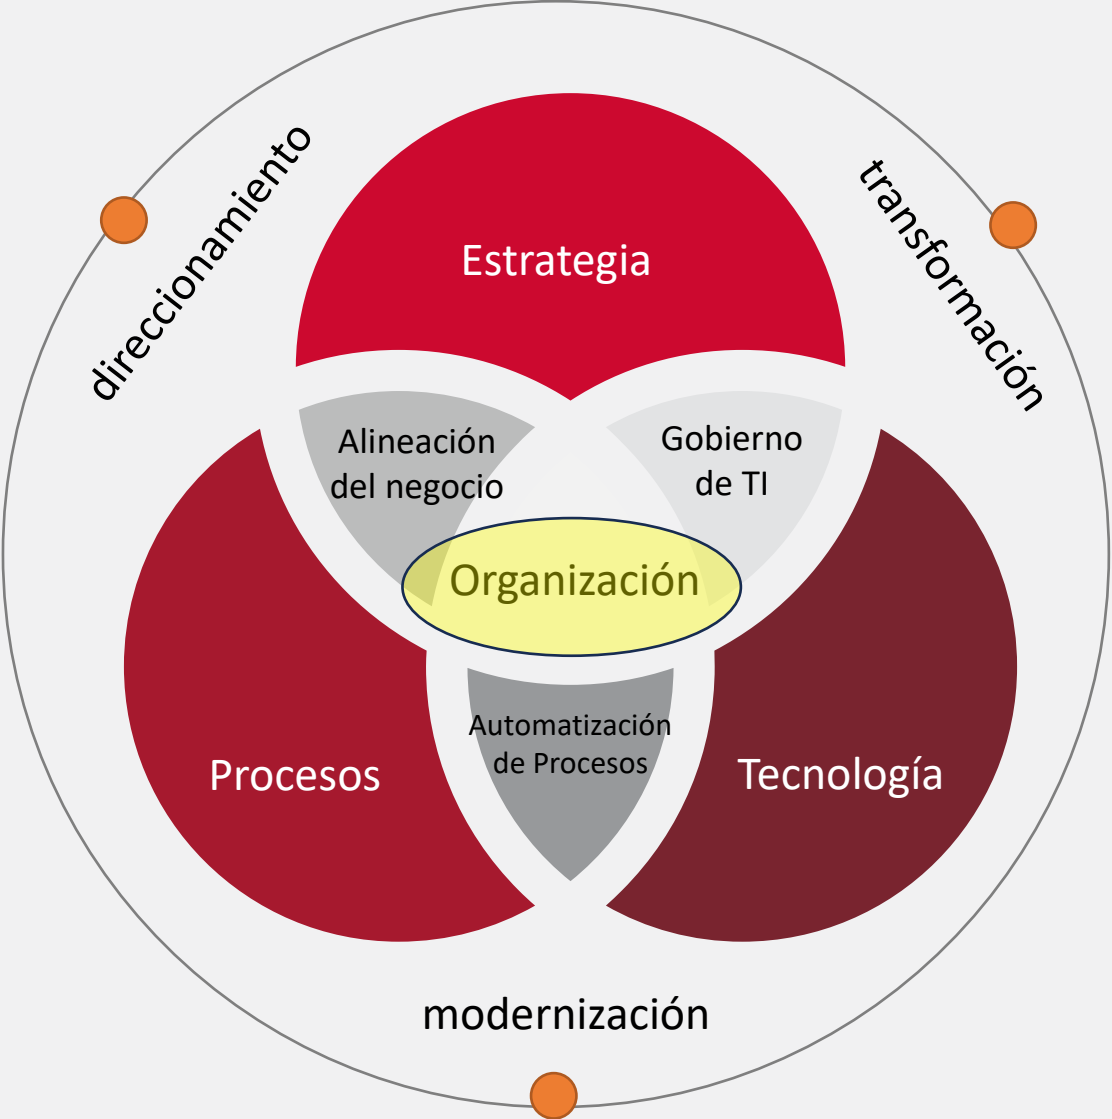 direccionamiento
transformación
Estrategia
Alineación
del negocio
Gobierno
de TI
Organización
Automatización
de Procesos
Procesos
Tecnología
modernización